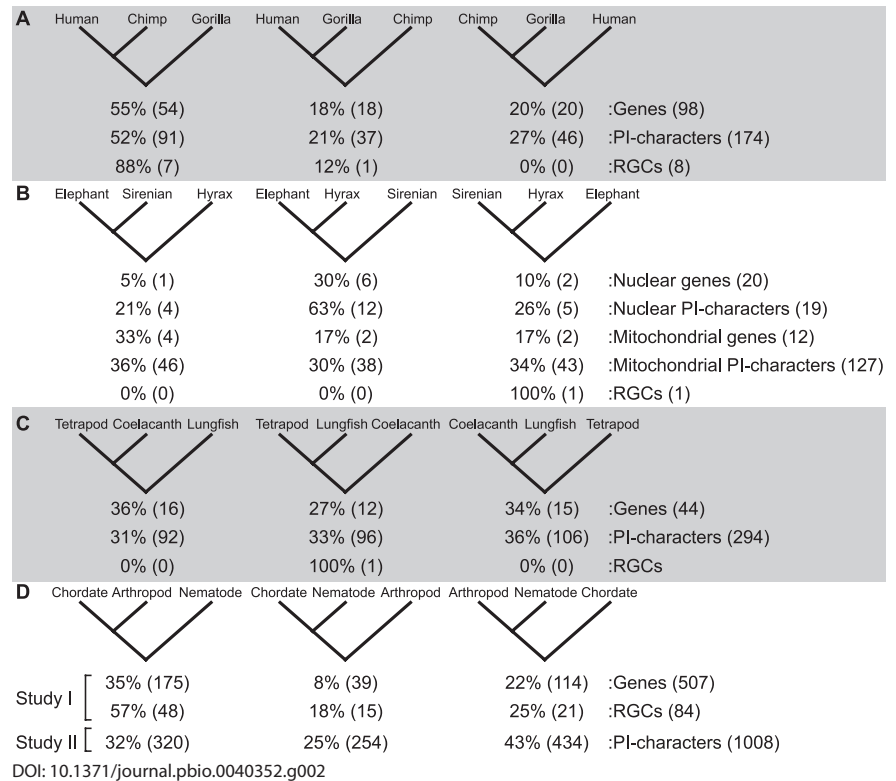 A Human Chimp Gorilla Human Gorilla Chimp Chimp Gorilla Human
55% (54) 18% (18) 20% (20) :Genes (98)
52% (91) 21% (37) 27% (46) :PI-characters (174)
88% (7) 12% (1) 0% (0) :RGCs (8)
B Elephant Sirenian Hyrax Elephant Hyrax Sirenian Sirenian Hyrax Elephant
5% (1) 30% (6) 10% (2) :Nuclear genes (20)
21% (4) 63% (12) 26% (5) :Nuclear PI-characters (19)
33% (4) 17% (2) 17% (2) :Mitochondrial genes (12)
36% (46) 30% (38) 34% (43) :Mitochondrial PI-characters (127)
0% (0) 0% (0) 100% (1) :RGCs (1)
C Tetrapod Coelacanth Lungfish Tetrapod Lungfish Coelacanth Coelacanth Lungfish Tetrapod
36% (16) 27% (12) 34% (15) :Genes (44)
31% (92) 33% (96) 36% (106) :PI-characters (294)
0% (0) 100% (1) 0% (0) :RGCs
D Chordate Arthropod Nematode Chordate Nematode Arthropod Arthropod Nematode Chordate
Study I
35% (175) 8% (39) 22% (114) :Genes (507)
57% (48) 18% (15) 25% (21) :RGCs (84)
Study II 32% (320) 25% (254) 43% (434) :PI-characters (1008)
DOI: 10.1371/journal.pbio.0040352.g002